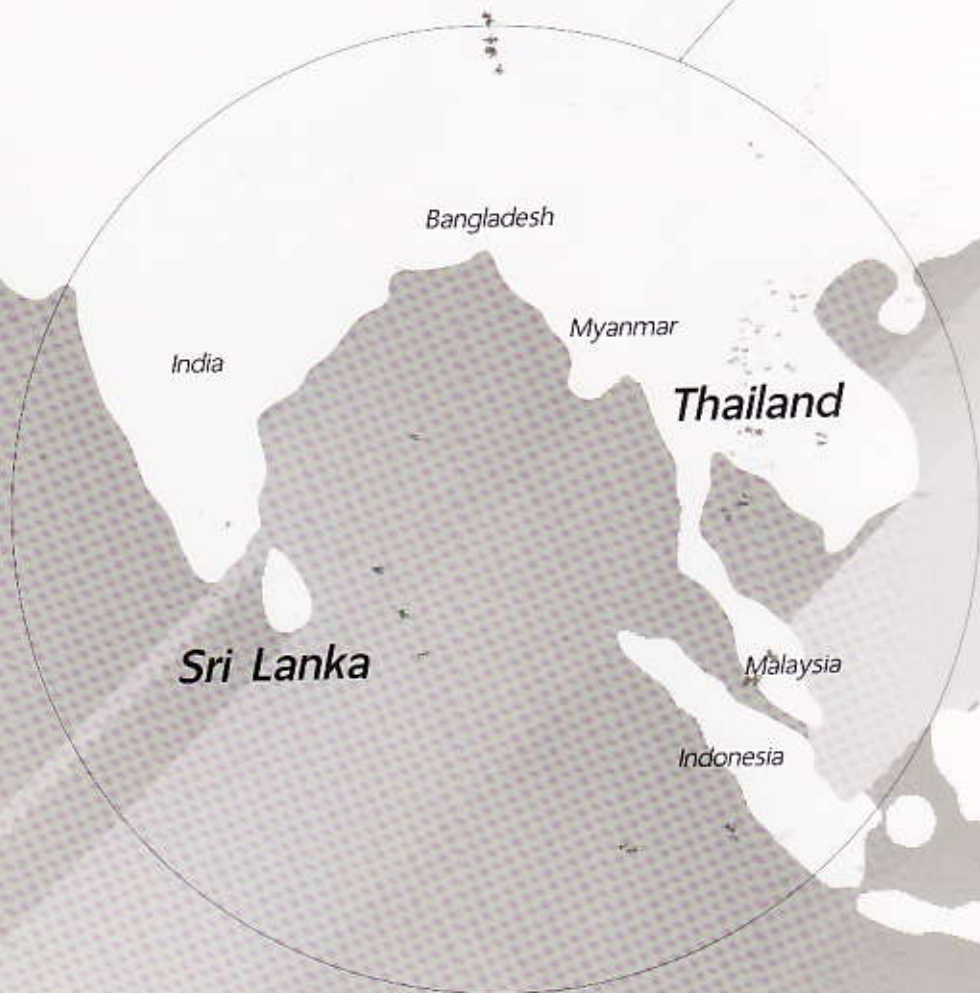 Bangladesh
Myanmar
India
Thailand
Sri Lanka
Malaysia
Indonesia